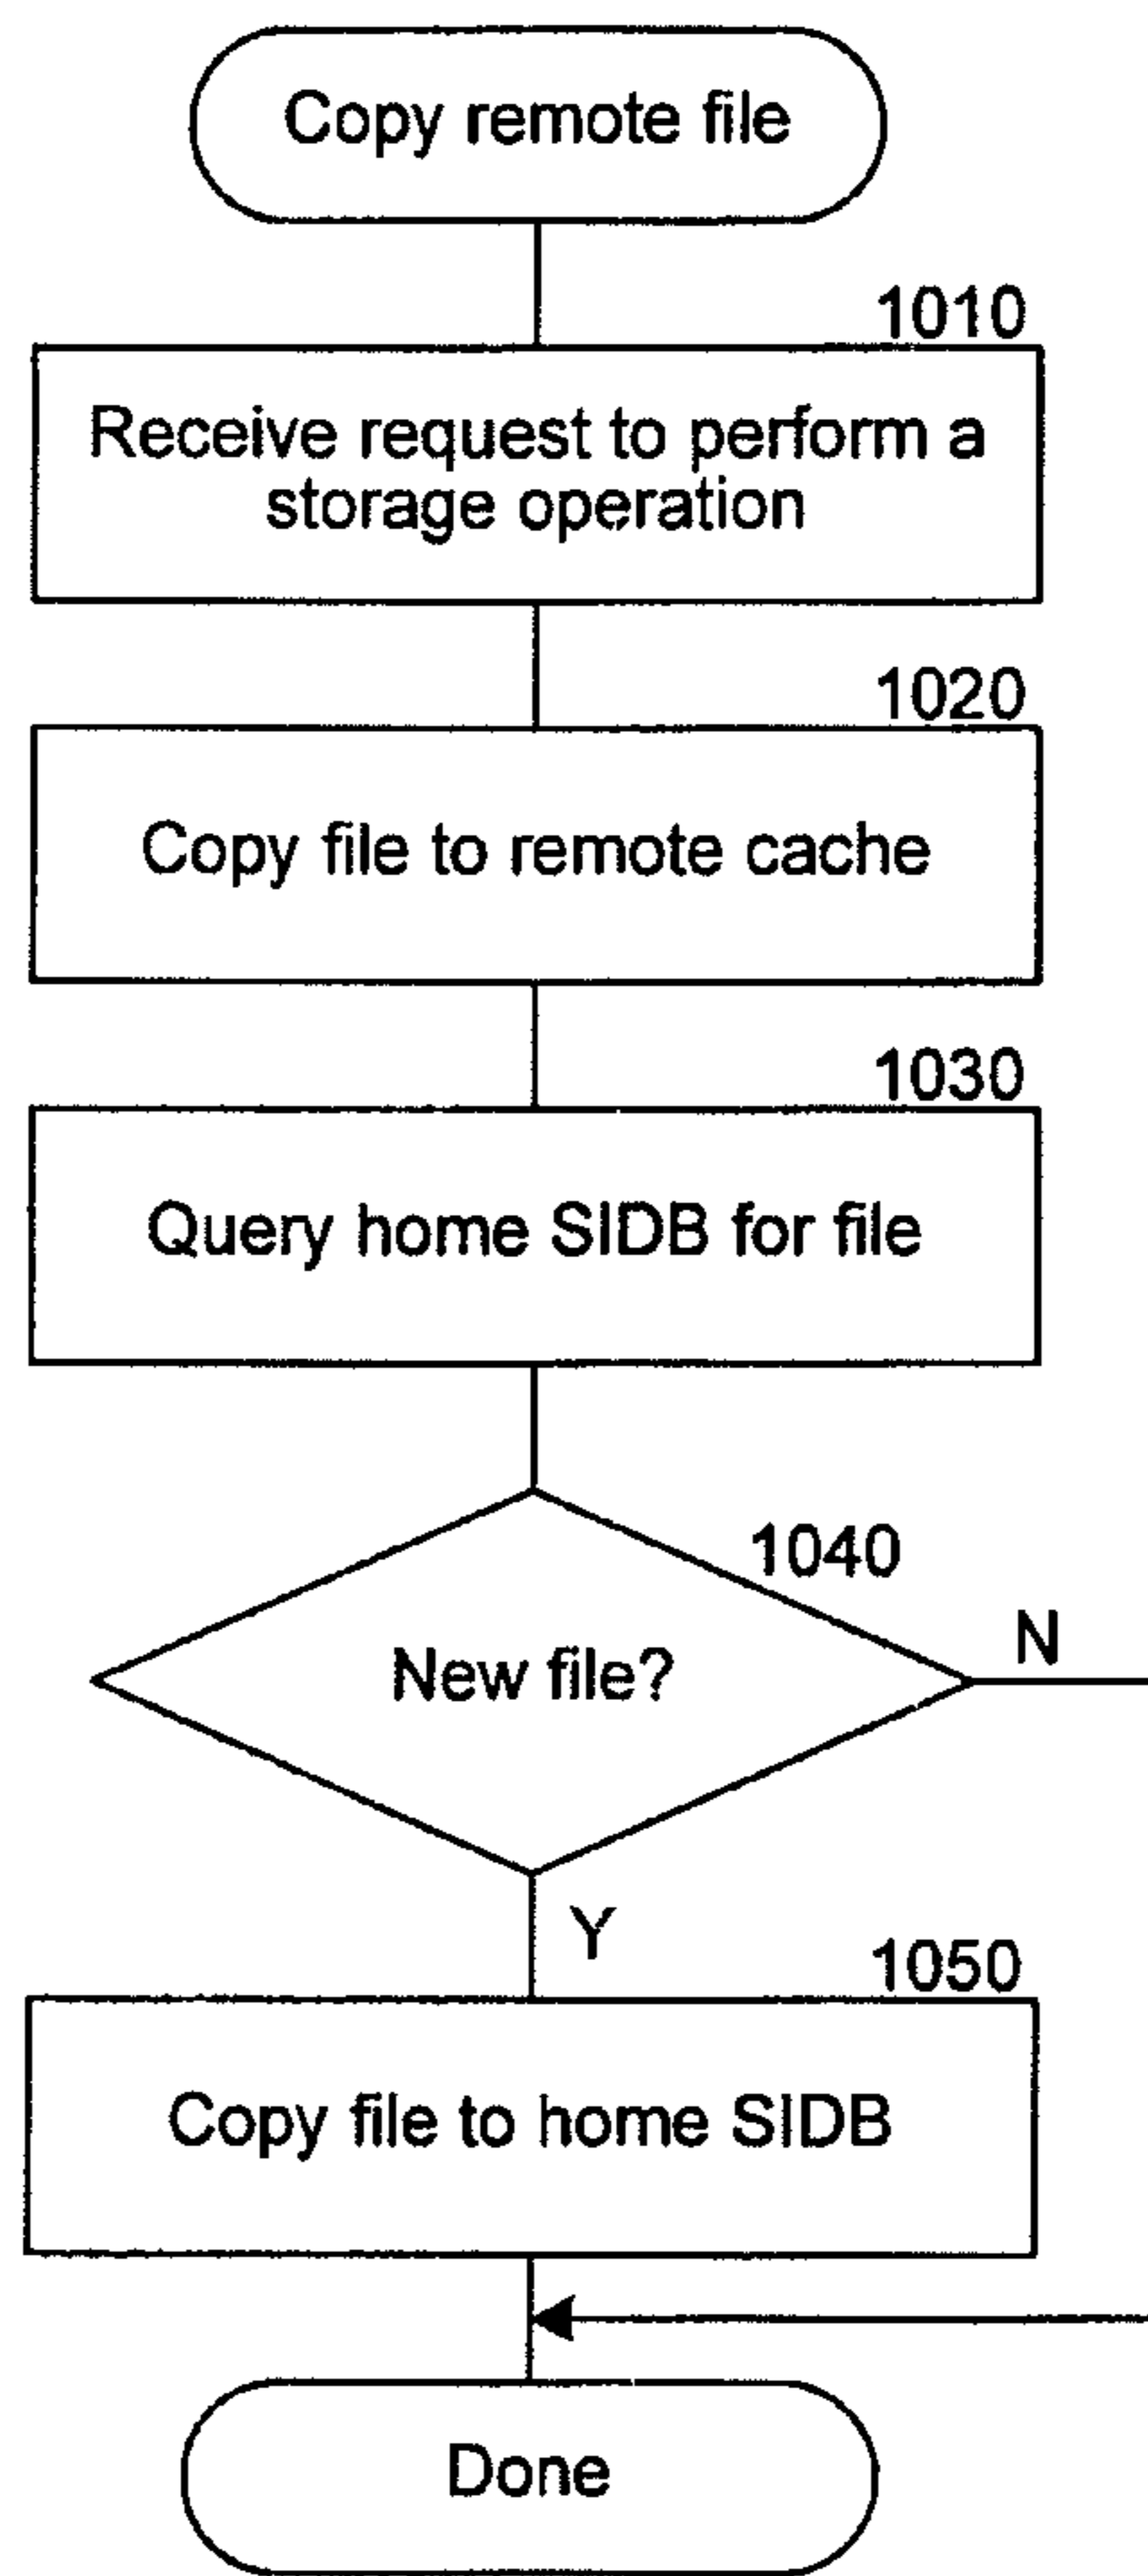 Copy remote file
1010
Receive request to perform a
storage operation
1020
Copy file to remote cache
1030
Query home SIDB for file
1040
New file?
N
Y
1050
Copy file to home SIDB
Done